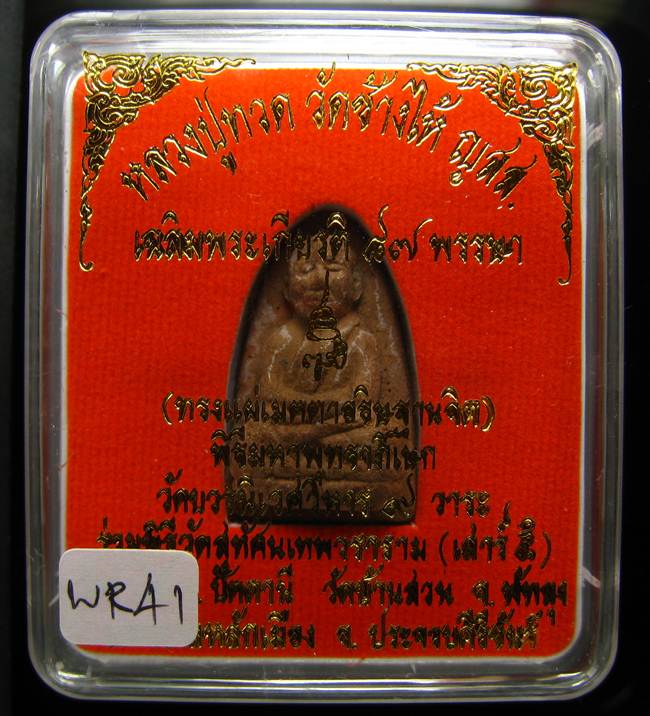 หลวงปู่ทวด วัดช้างให้ ญสส.
เฉลิมพระเกียรติ ๘๗ พรรษา
(ทรงแผ่เมตตาอธิษฐานจิต)
พิธีมหาพุทธาภิเษก
วัดบวรนิเวศวิหาร ๙ วาระ
ร่วมพิธีวัดสุทัศนเทพวราราม (เสาร์ ๕)
ปัตตานี วัดบ้านสวน จ. พัทลุง
หลักเมือง จ. ประจวบคีรีขันธ์
WRA1